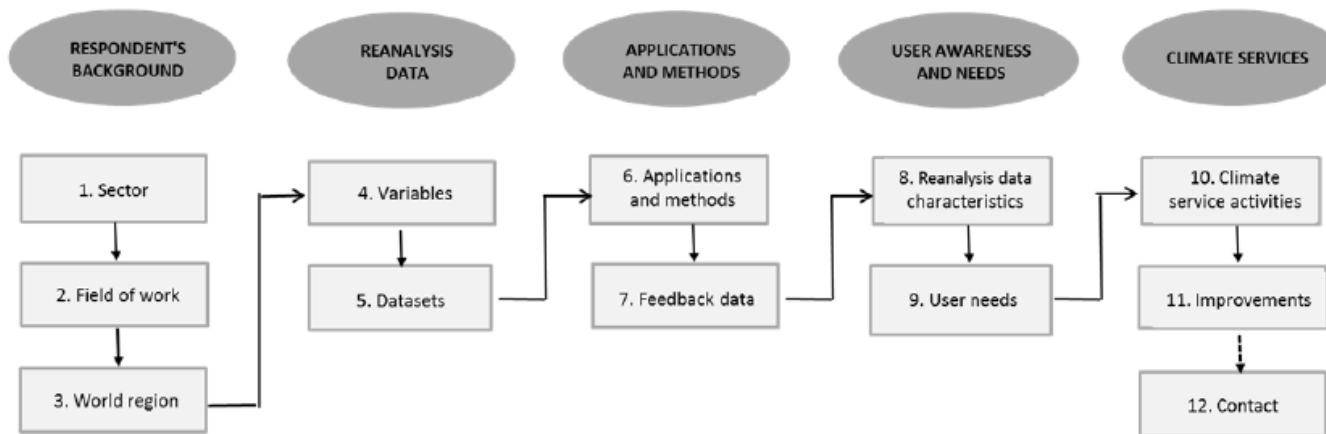 RESPONDENT'S
BACKGROUND
REANALYSIS
DATA
APPLICATIONS
AND METHODS
USER AWARENESS
AND NEEDS
CLIMATE SERVICES
1. Sector
2. Field of work
3. World region
4. Variables
5. Datasets
6. Applications
and methods
7. Feedback data
8. Reanalysis data
characteristics
9. User needs
10. Climate
service activities
11. Improvements
12. Contact